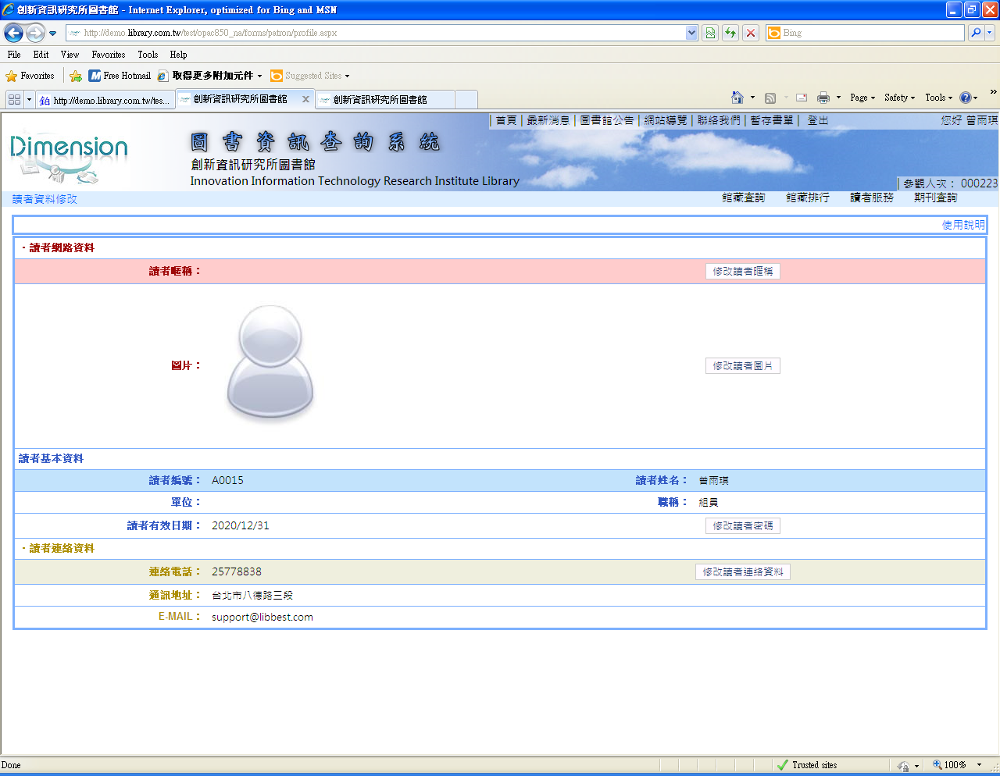 創新資訊研究所圖書館 - Internet Explorer, optimized for Bing and MSN
http://demo.library.com.tw/test/opac850_na/forms/patron/profile.aspx
Bing
File Edit View Favorites Tools Help
Favorites Free Hotmail 取得更多附加元件 Suggested Sites
鉑 http://demo.library.com.tw/tes... 創新資訊研究所圖書館 創新資訊研究所圖書館 Page Safety Tools
| 首頁 | 最新消息 | 圖書館公告 | 網站導覽 | 聯絡我們 | 暫存書單 | 登出 您好 曾雨琪
Dimension
圖書資訊查詢系統
創新資訊研究所圖書館
Innovation Information Technology Research Institute Library
| 參觀人次： 000223
讀者資料修改 館藏查詢 館藏排行 讀者服務 期刊查詢
使用說明
· 讀者網路資料
讀者暱稱： 修改讀者暱稱
圖片： 修改讀者圖片
讀者基本資料
讀者編號： A0015 讀者姓名： 曾雨琪
單位： 職稱： 組員
讀者有效日期： 2020/12/31 修改讀者密碼
· 讀者連絡資料
連絡電話： 25778838 修改讀者連絡資料
通訊地址： 台北市八德路三段
E-MAIL： support@libbest.com
Done Trusted sites 100%